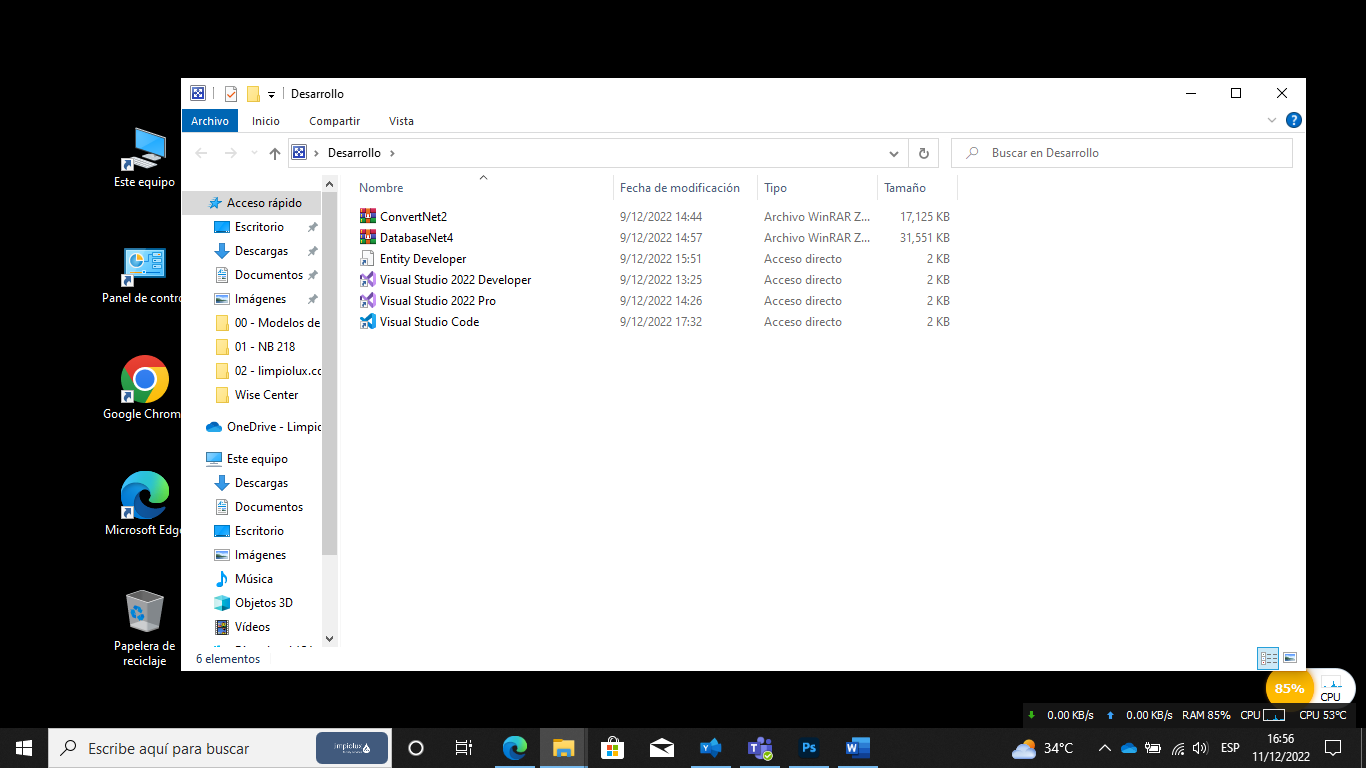 Desarrollo
Archivo Inicio Compartir Vista
Desarrollo
Buscar en Desarrollo
Este equipo
Panel de contro
Google Chrom
Microsoft Edge
Papelera de
reciclaje
Acceso rápido
Escritorio
Descargas
Documentos
Imágenes
00 - Modelos de
01 - NB 218
02 - limpiolux.co
Wise Center
OneDrive - Limpio
Este equipo
Descargas
Documentos
Escritorio
Imágenes
Música
Objetos 3D
Vídeos
Nombre Fecha de modificación Tipo Tamaño
ConvertNet2 9/12/2022 14:44 Archivo WinRAR Z... 17,125 KB
DatabaseNet4 9/12/2022 14:57 Archivo WinRAR Z... 31,551 KB
Entity Developer 9/12/2022 15:51 Acceso directo 2 KB
Visual Studio 2022 Developer 9/12/2022 13:25 Acceso directo 2 KB
Visual Studio 2022 Pro 9/12/2022 14:26 Acceso directo 2 KB
Visual Studio Code 9/12/2022 17:32 Acceso directo 2 KB
6 elementos
85% CPU
0.00 KB/s 0.00 KB/s RAM 85% CPU CPU 53°C
Escribe aquí para buscar
limpiolux
Ps
W
34°C
ESP
16:56
11/12/2022